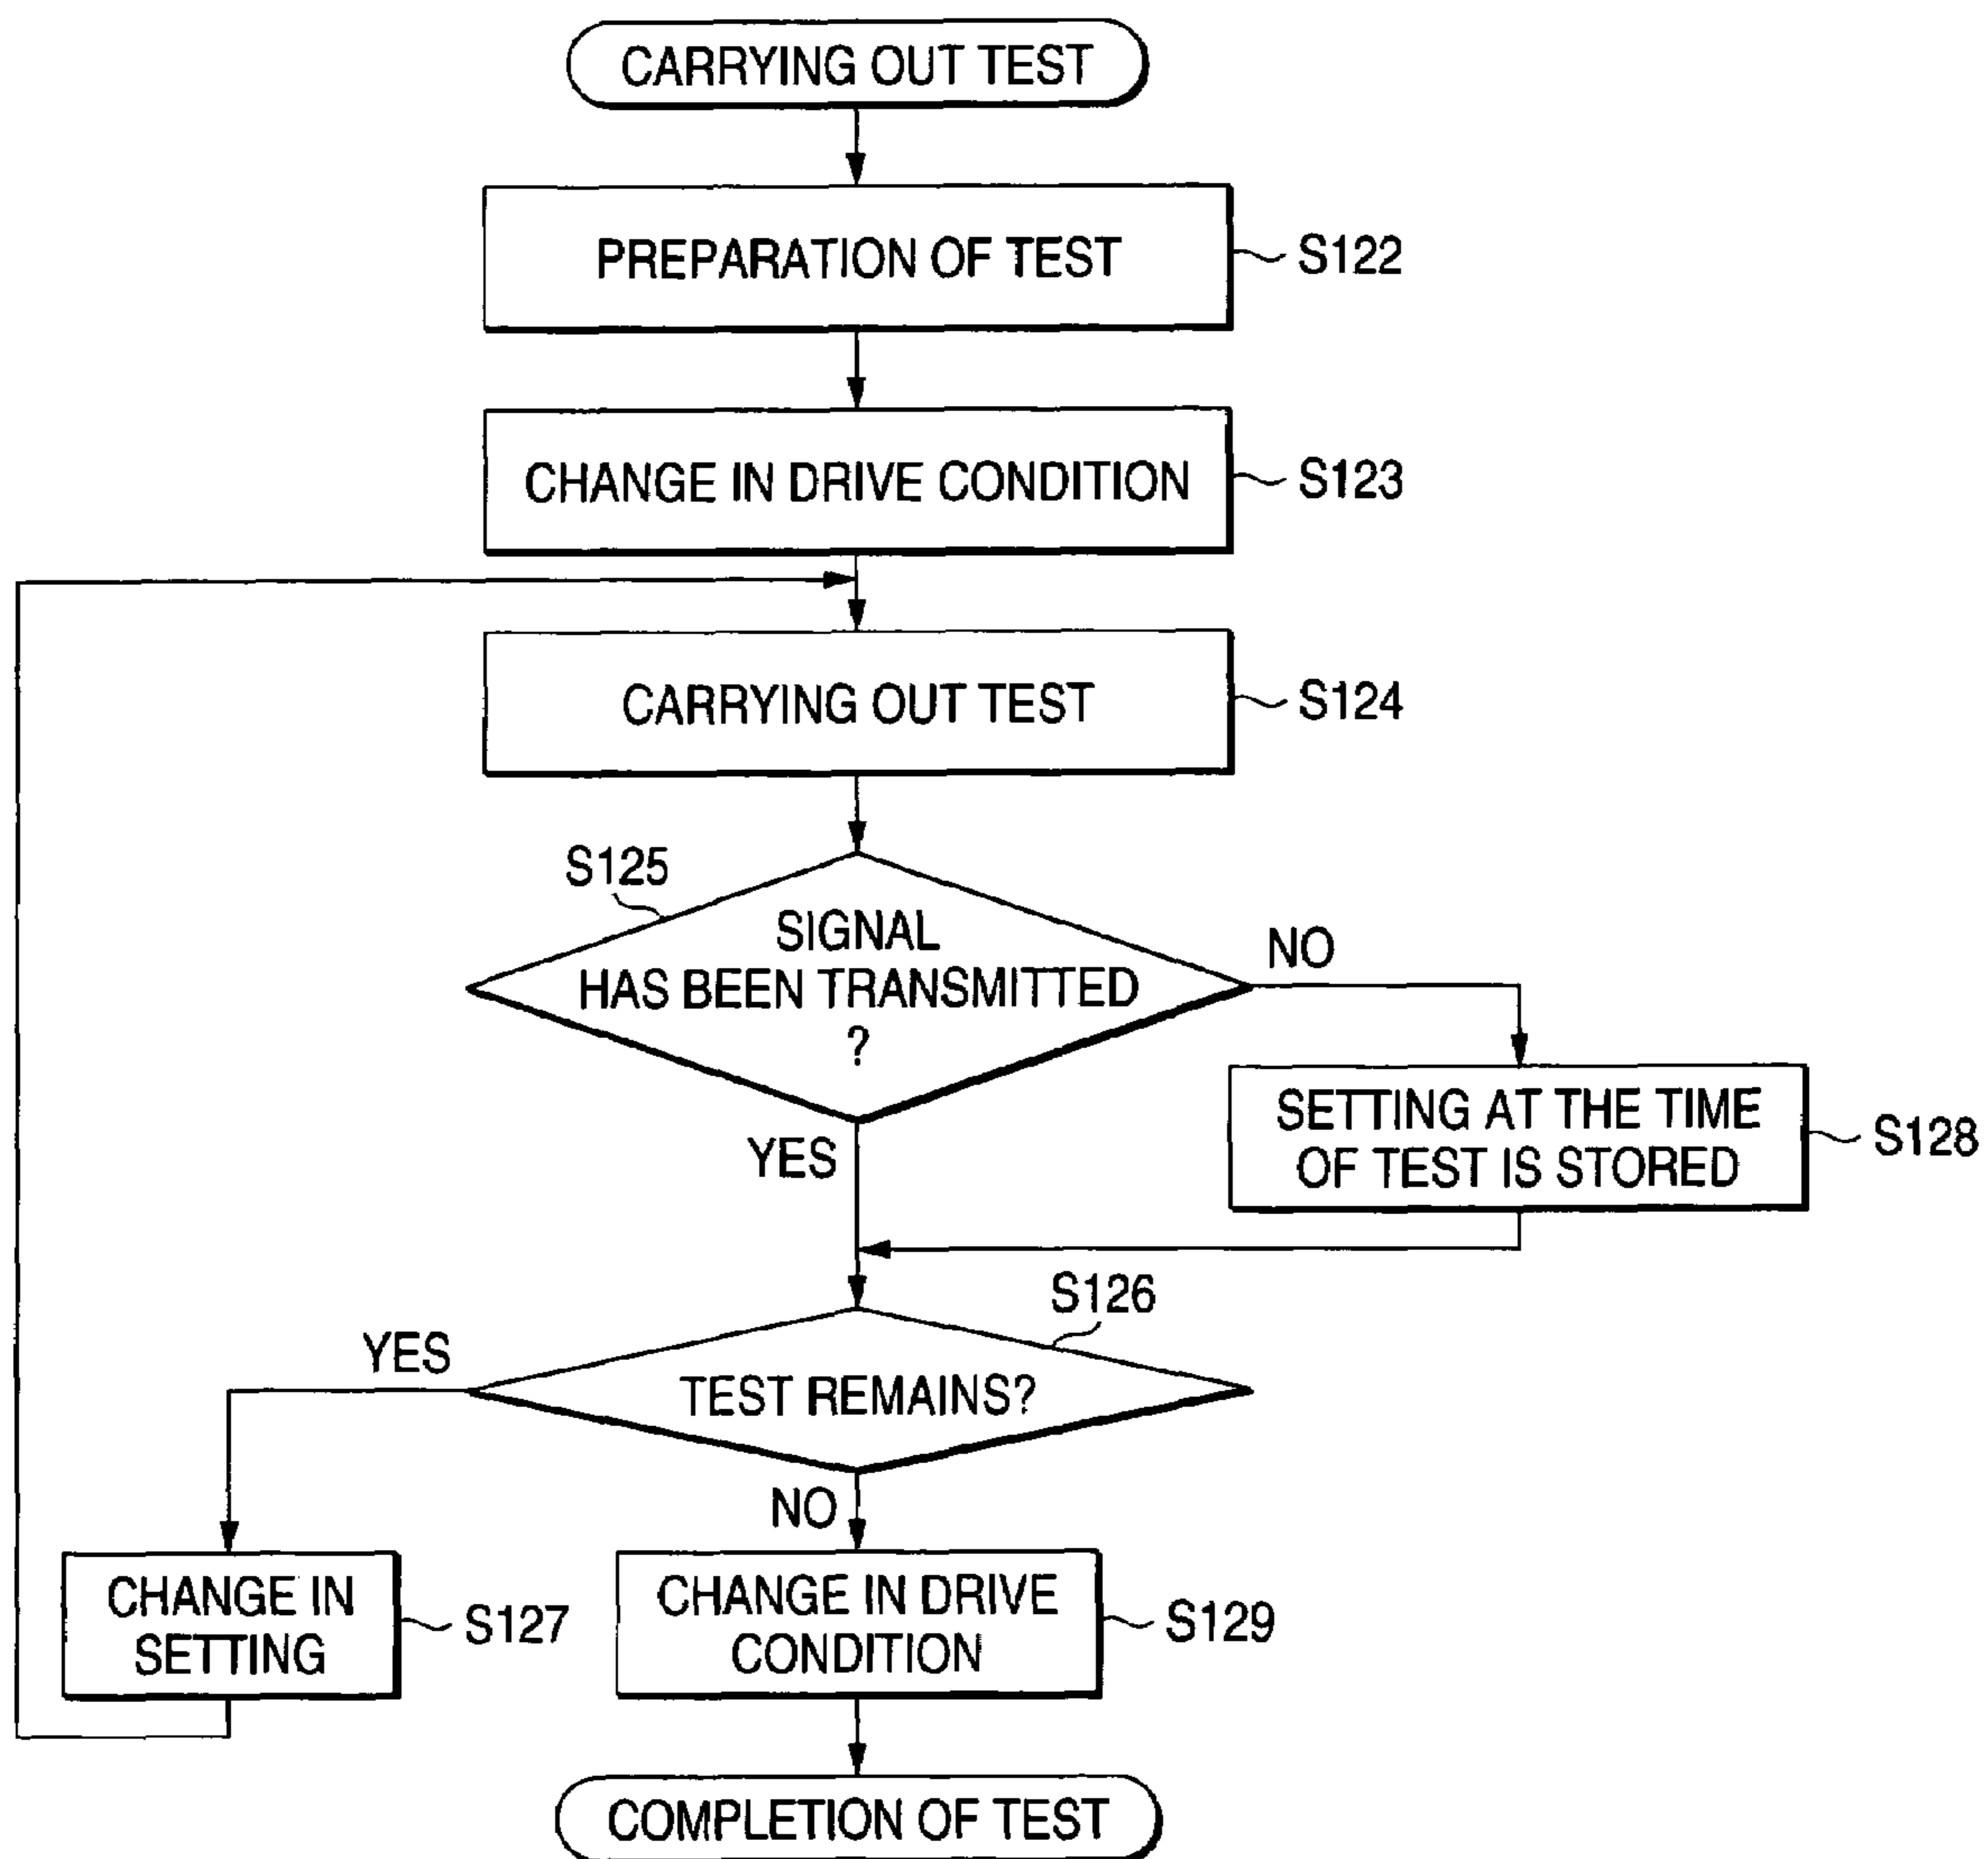 CARRYING OUT TEST
PREPARATION OF TEST
S122
CHANGE IN DRIVE CONDITION
S123
CARRYING OUT TEST
S124
S125
SIGNAL
HAS BEEN TRANSMITTED
?
NO
YES
SETTING AT THE TIME
OF TEST IS STORED
S128
S126
TEST REMAINS?
YES
NO
CHANGE IN
SETTING
S127
CHANGE IN DRIVE
CONDITION
S129
COMPLETION OF TEST